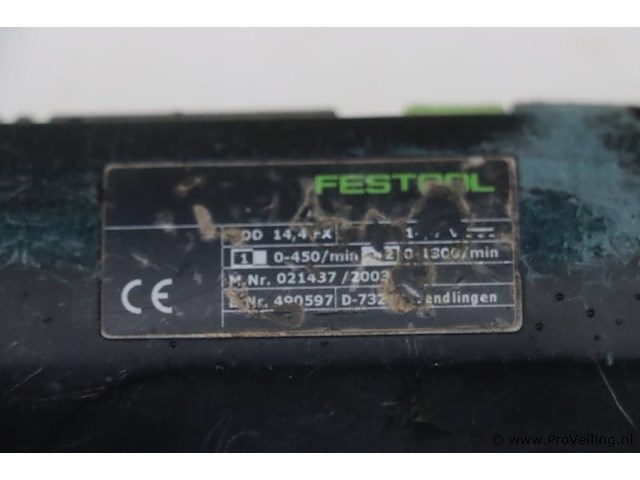 FESTOOL
DD 14,4 FX
1 0-450/min 2 0-1300/min
M.Nr. 021437 /2003
Nr. 490597 D-732 endlingen
CE
© www.ProVeiling.nl